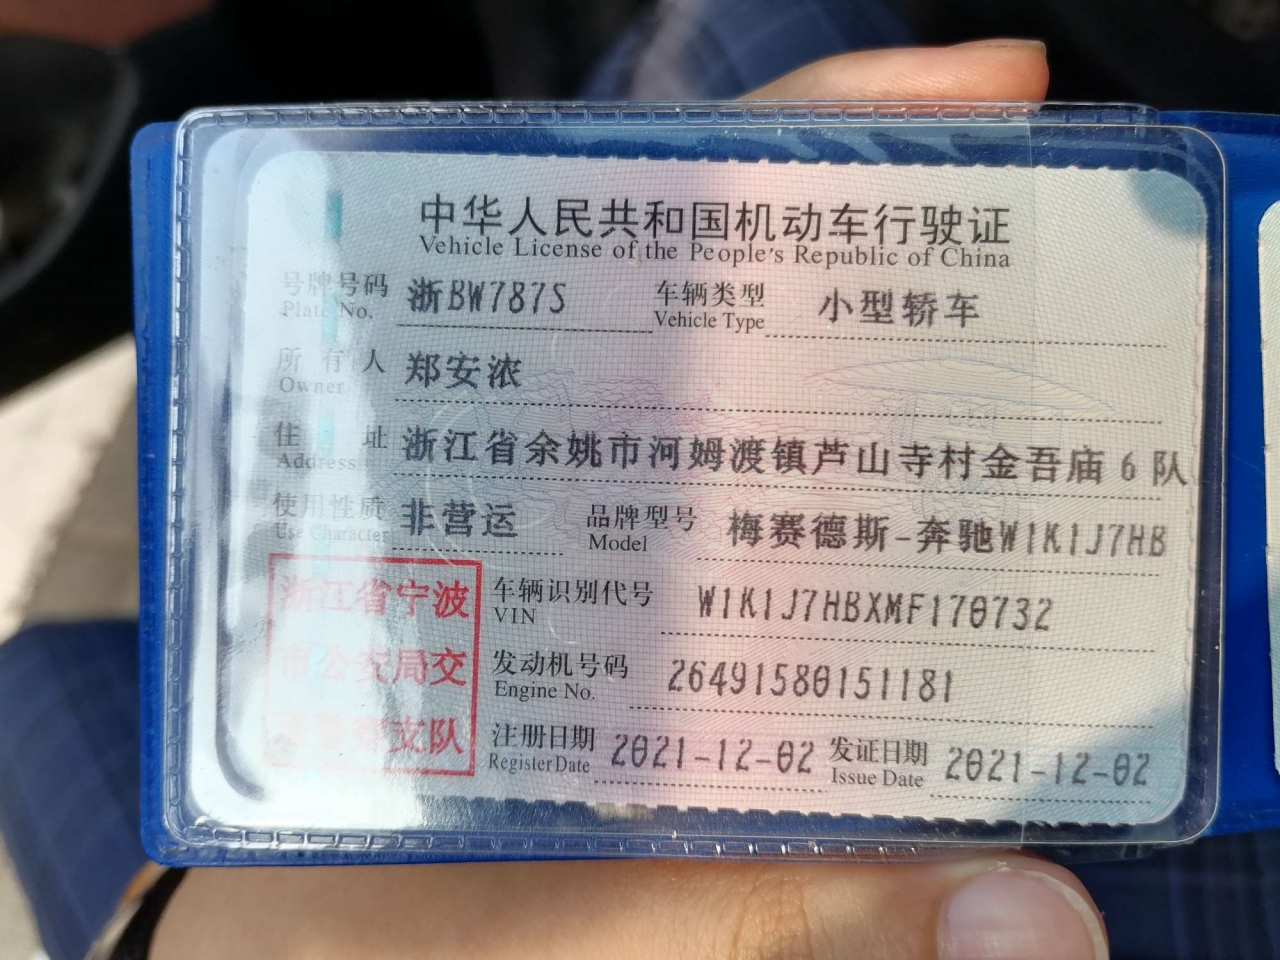 中华人民共和国机动车行驶证
Vehicle License of the People's Republic of China
号牌号码 浙BW787S 车辆类型 小型轿车
Plate No. Vehicle Type
所有人 郑安浓
Owner
住址 浙江省余姚市河姆渡镇芦山寺村金吾庙6队
Address
使用性质 非营运 品牌型号 梅赛德斯-奔驰W1K1J7HB
Use Character Model
浙江省宁波 车辆识别代号 W1K1J7HBXMF170732
VIN
市公安局交 发动机号码 26491580151181
Engine No.
支队 注册日期 2021-12-02 发证日期 2021-12-02
Register Date Issue Date